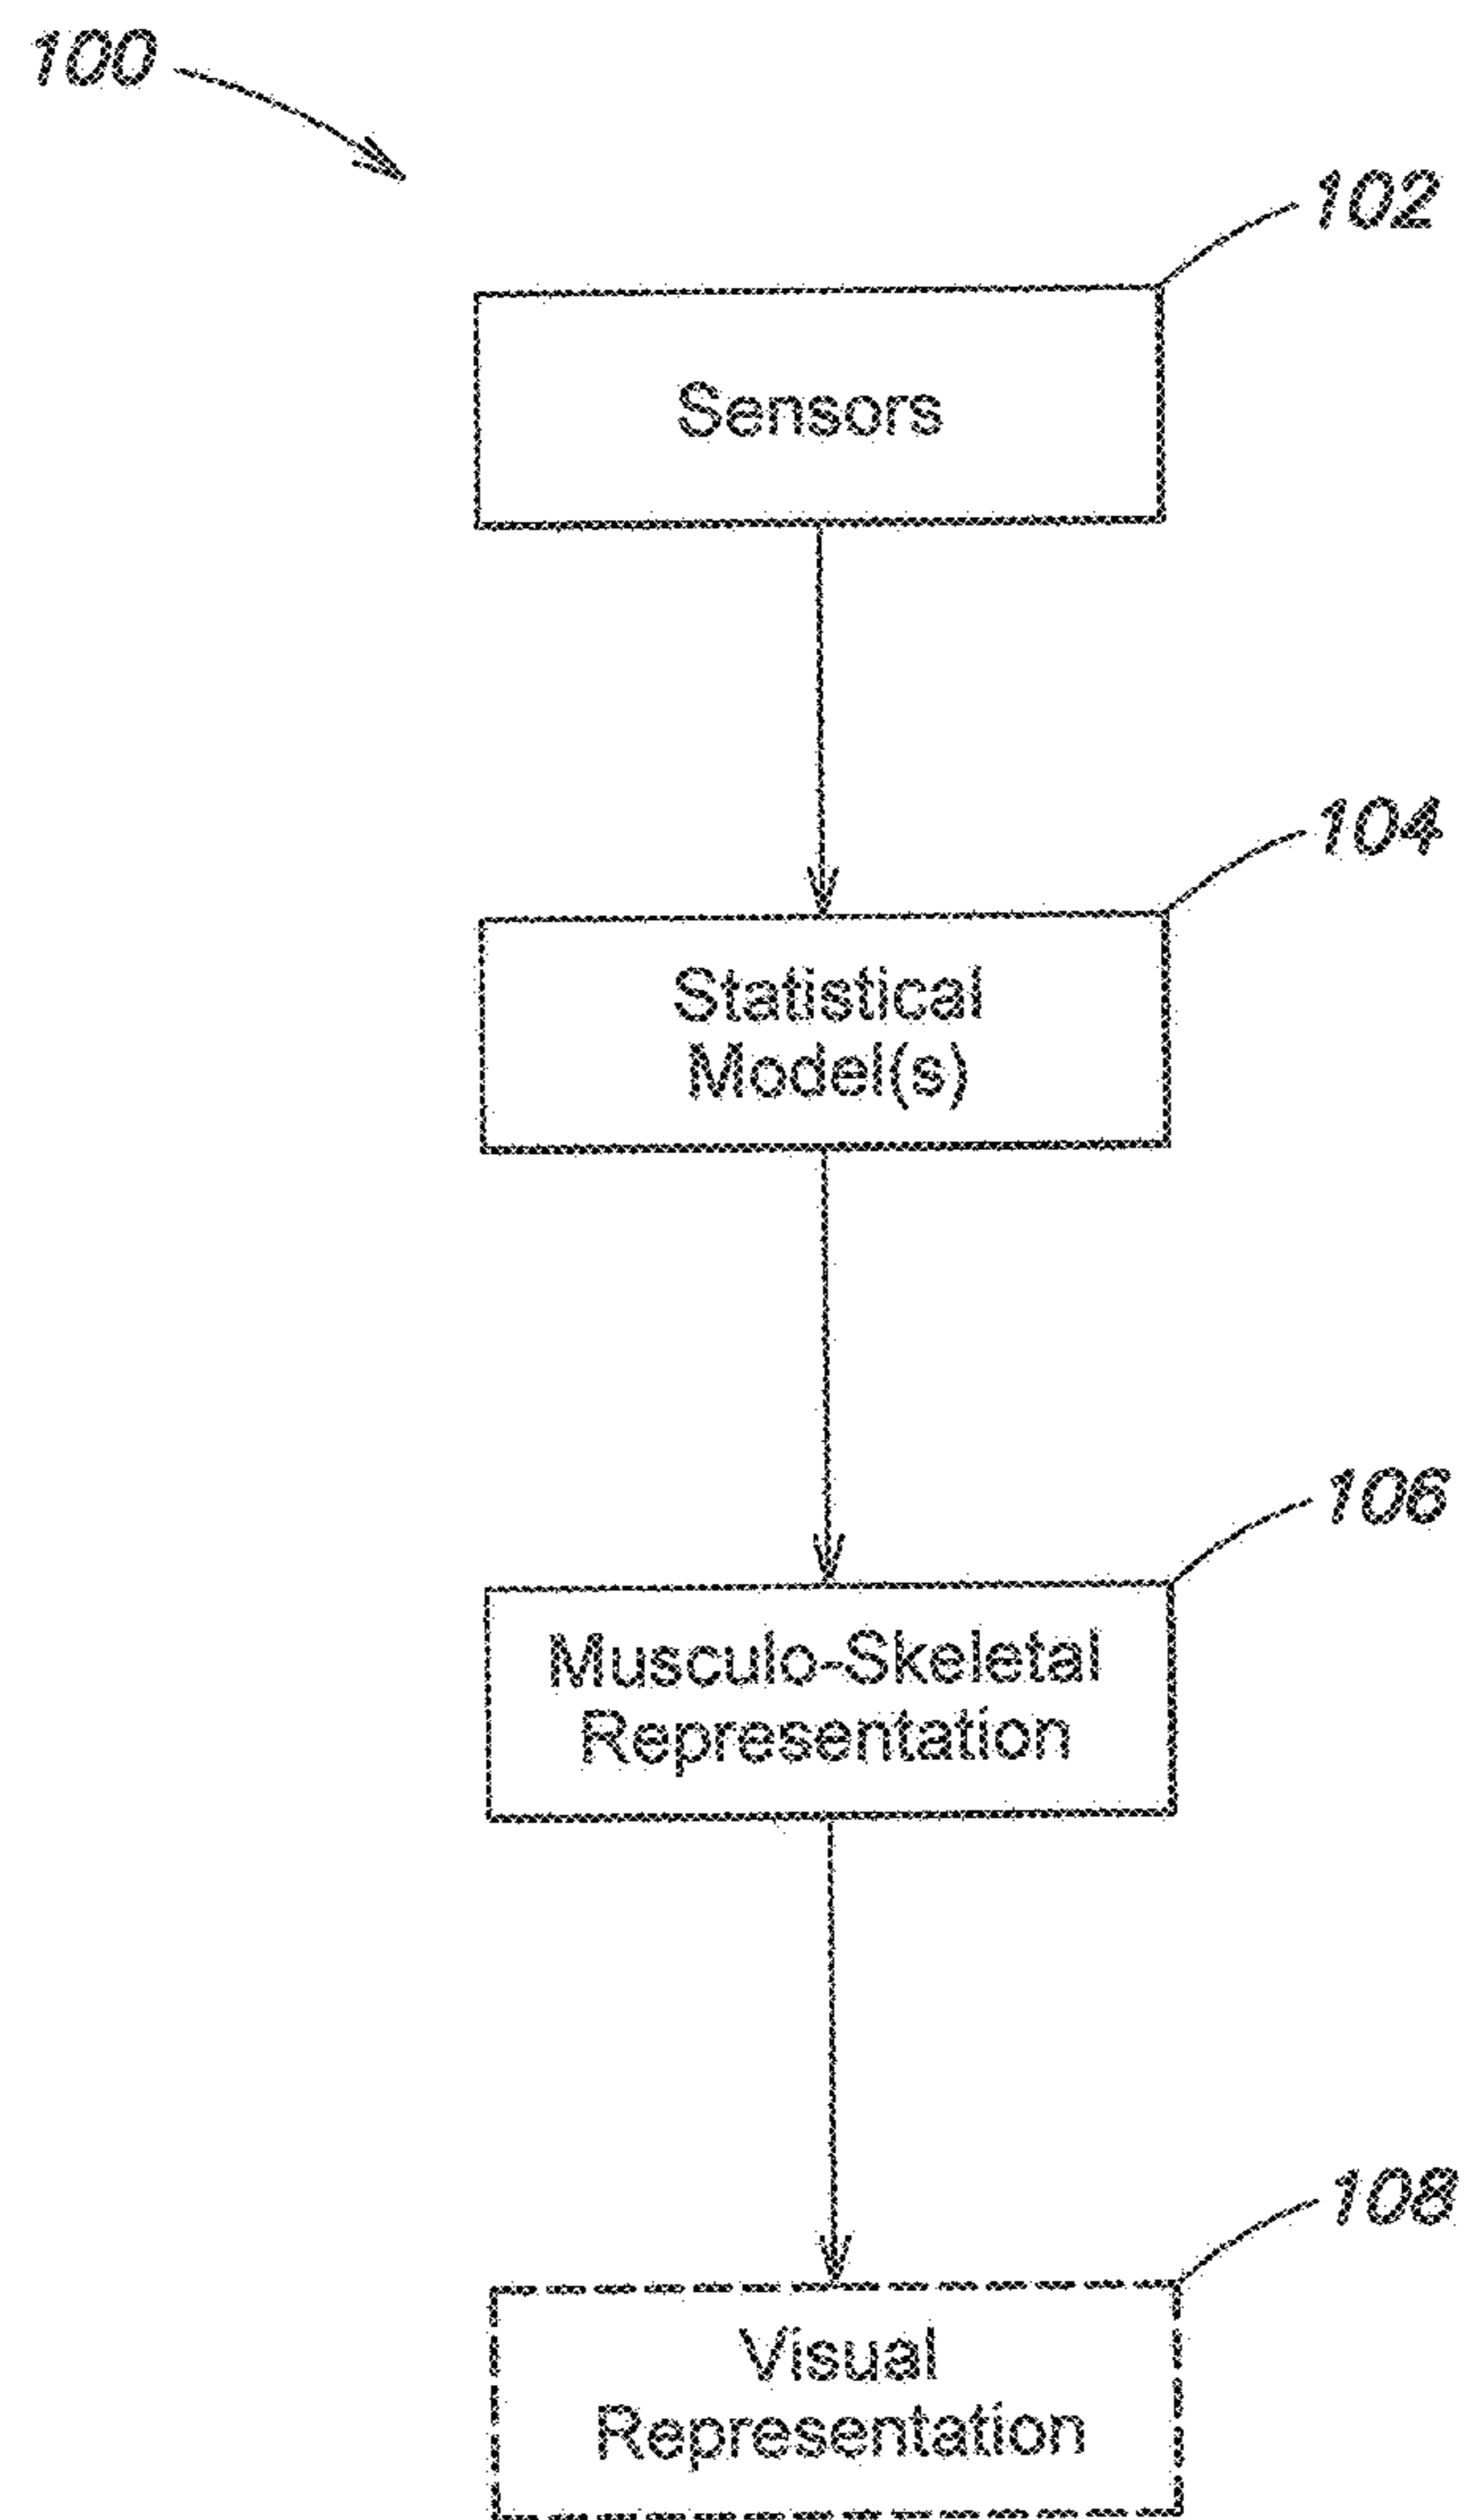 100
102
Sensors
104
Statistical
Model(s)
106
Musculo-Skeletal
Representation
108
Visual
Representation